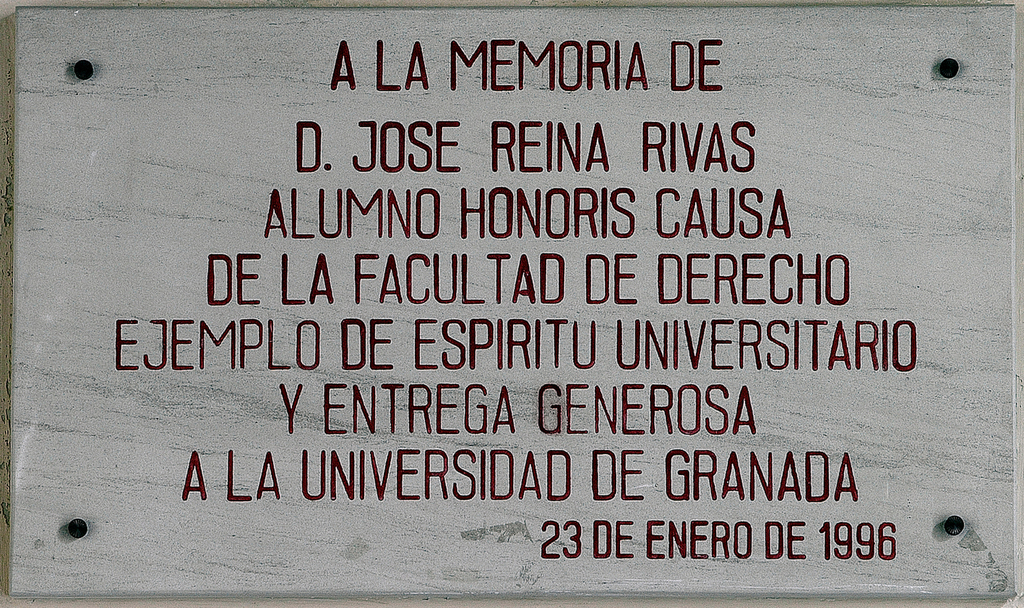 A LA MEMORIA DE
D. JOSE REINA RIVAS
ALUMNO HONORIS CAUSA
DE LA FACULTAD DE DERECHO
EJEMPLO DE ESPIRITU UNIVERSITARIO
Y ENTREGA GENEROSA
A LA UNIVERSIDAD DE GRANADA
23 DE ENERO DE 1996